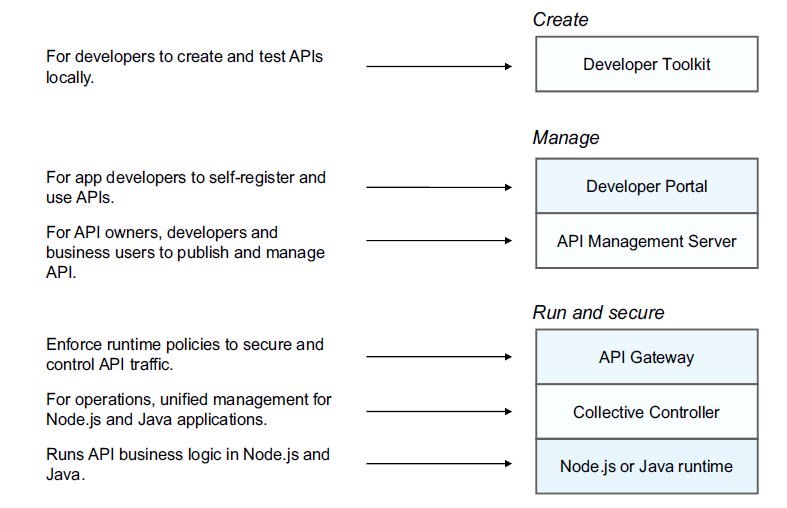 Create
For developers to create and test APIs
locally.
Developer Toolkit
Manage
For app developers to self-register and
use APIs.
Developer Portal
For API owners, developers and
business users to publish and manage
API.
API Management Server
Run and secure
Enforce runtime policies to secure and
control API traffic.
API Gateway
For operations, unified management for
Node.js and Java applications.
Collective Controller
Runs API business logic in Node.js and
Java.
Node.js or Java runtime